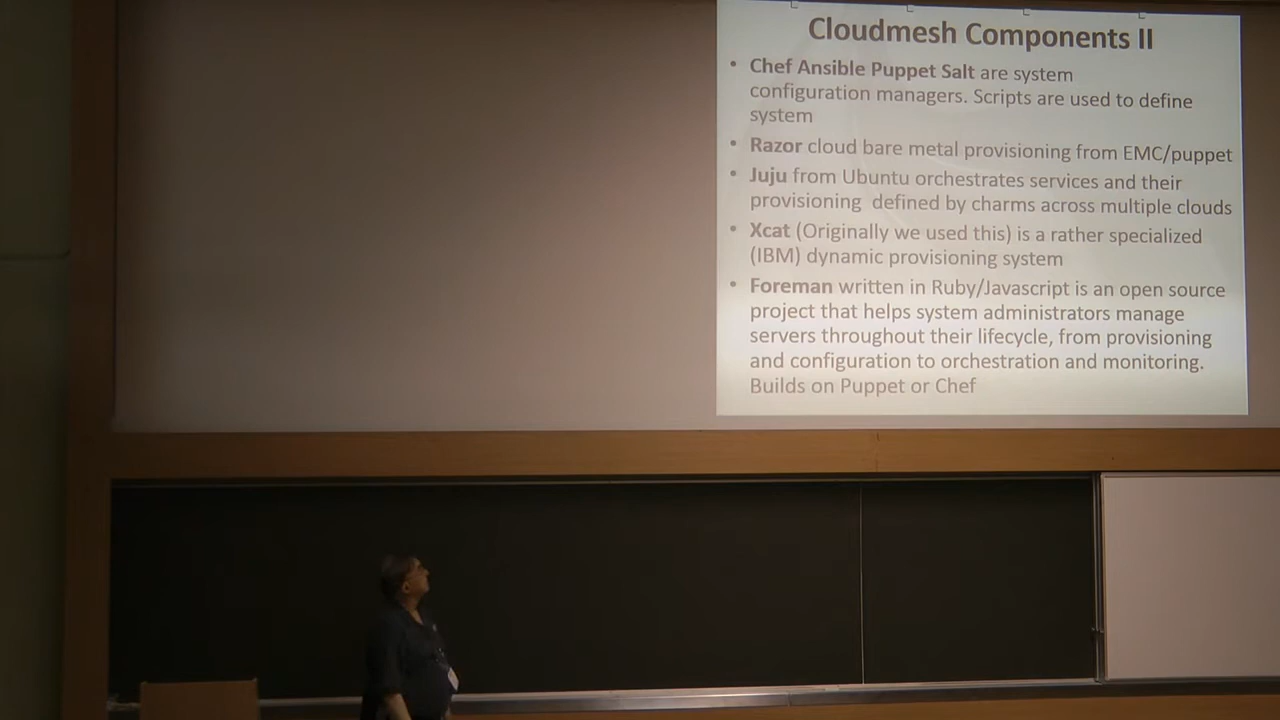 Cloudmesh Components II
• Chef Ansible Puppet Salt are system
configuration managers. Scripts are used to define
system
• Razor cloud bare metal provisioning from EMC/puppet
• Juju from Ubuntu orchestrates services and their
provisioning defined by charms across multiple clouds
• Xcat (Originally we used this) is a rather specialized
(IBM) dynamic provisioning system
• Foreman written in Ruby/Javascript is an open source
project that helps system administrators manage
servers throughout their lifecycle, from provisioning
and configuration to orchestration and monitoring.
Builds on Puppet or Chef